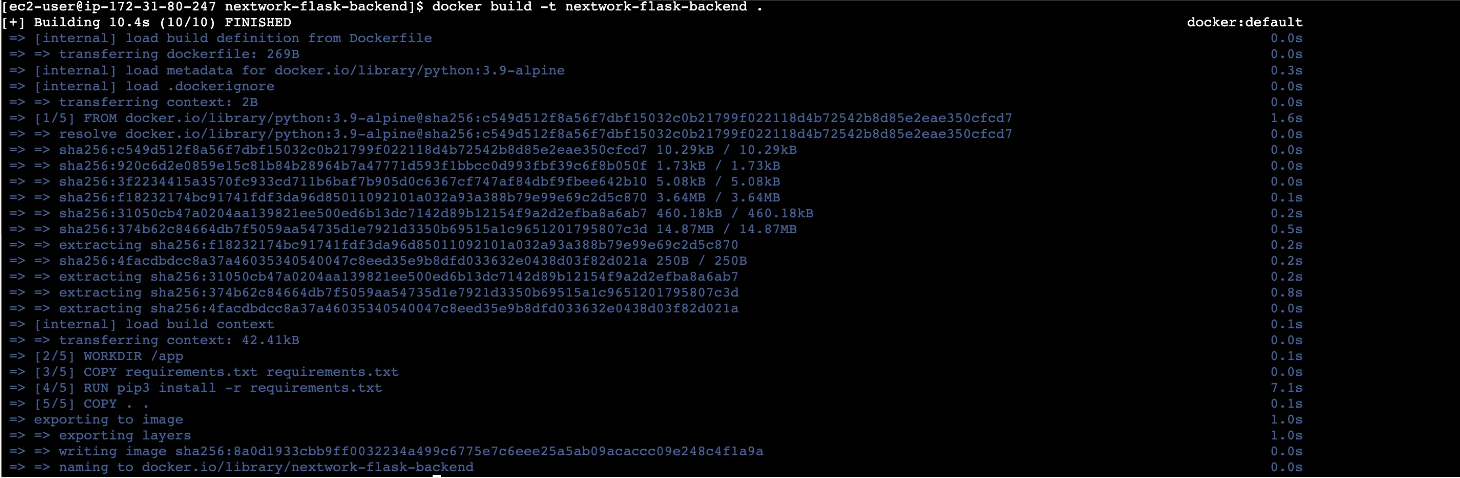 [ec2-user@ip-172-31-80-247 nextwork-flask-backend]$ docker build -t nextwork-flask-backend .
[+] Building 10.4s (10/10) FINISHED docker:default
=> [internal] load build definition from Dockerfile 0.0s
=> => transferring dockerfile: 269B 0.0s
=> [internal] load metadata for docker.io/library/python:3.9-alpine 0.3s
=> [internal] load .dockerignore 0.0s
=> => transferring context: 2B 0.0s
=> [1/5] FROM docker.io/library/python:3.9-alpine@sha256:c549d512f8a56f7dbf15032c0b21799f022118d4b72542b8d85e2eae350cfcd7 1.6s
=> => resolve docker.io/library/python:3.9-alpine@sha256:c549d512f8a56f7dbf15032c0b21799f022118d4b72542b8d85e2eae350cfcd7 0.0s
=> => sha256:c549d512f8a56f7dbf15032c0b21799f022118d4b72542b8d85e2eae350cfcd7 10.29kB / 10.29kB 0.0s
=> => sha256:920c6d2e0859e15c81b84b28964b7a47771d593f1bbcc0d993fbf39c6f8b050f 1.73kB / 1.73kB 0.0s
=> => sha256:3f2234415a3570fc933cd711b6baf7b905d0c6367cf747af84dbf9fbee642b10 5.08kB / 5.08kB 0.0s
=> => sha256:f18232174bc91741fdf3da96d85011092101a032a93a388b79e99e69c2d5c870 3.64MB / 3.64MB 0.1s
=> => sha256:31050cb47a0204aa139821ee500ed6b13dc7142d89b12154f9a2d2efba8a6ab7 460.18kB / 460.18kB 0.2s
=> => sha256:374b62c84664db7f5059aa54735d1e7921d3350b69515a1c9651201795807c3d 14.87MB / 14.87MB 0.5s
=> => extracting sha256:f18232174bc91741fdf3da96d85011092101a032a93a388b79e99e69c2d5c870 0.2s
=> => sha256:4facdbdcc8a37a46035340540047c8eed35e9b8dfd033632e0438d03f82d021a 250B / 250B 0.2s
=> => extracting sha256:31050cb47a0204aa139821ee500ed6b13dc7142d89b12154f9a2d2efba8a6ab7 0.2s
=> => extracting sha256:374b62c84664db7f5059aa54735d1e7921d3350b69515a1c9651201795807c3d 0.8s
=> => extracting sha256:4facdbdcc8a37a46035340540047c8eed35e9b8dfd033632e0438d03f82d021a 0.0s
=> [internal] load build context 0.1s
=> => transferring context: 42.41kB 0.0s
=> [2/5] WORKDIR /app 0.1s
=> [3/5] COPY requirements.txt requirements.txt 0.0s
=> [4/5] RUN pip3 install -r requirements.txt 7.1s
=> [5/5] COPY . . 0.1s
=> exporting to image 1.0s
=> => exporting layers 1.0s
=> => writing image sha256:8a0d1933cbb9ff0032234a499c6775e7c6eee25a5ab09acaccc09e248c4f1a9a 0.0s
=> => naming to docker.io/library/nextwork-flask-backend 0.0s